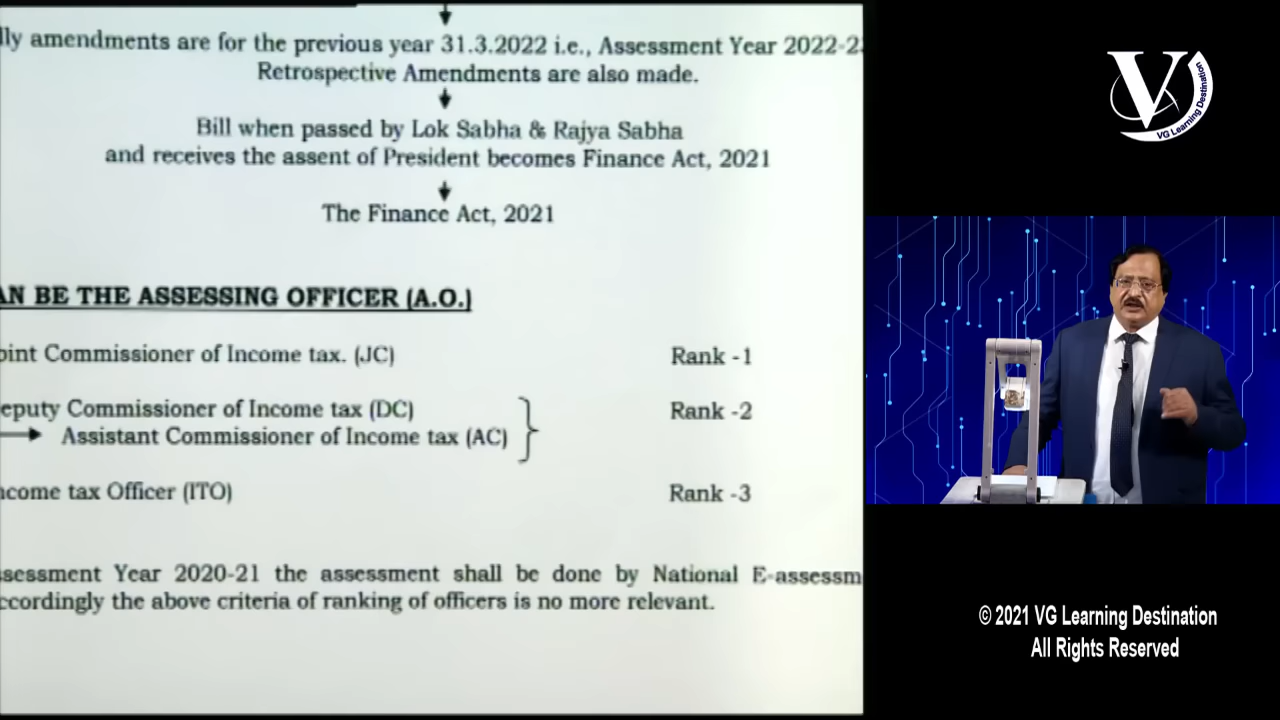 lly amendments are for the previous year 31.3.2022 i.e., Assessment Year 2022-2
Retrospective Amendments are also made.
Bill when passed by Lok Sabha & Rajya Sabha
and receives the assent of President becomes Finance Act, 2021
The Finance Act, 2021
AN BE THE ASSESSING OFFICER (A.O.)
oint Commissioner of Income tax. (JC) Rank -1
eputy Commissioner of Income tax (DC) Rank -2
Assistant Commissioner of Income tax (AC)
ncome tax Officer (ITO) Rank -3
ssessment Year 2020-21 the assessment shall be done by National E-assessm
ccordingly the above criteria of ranking of officers is no more relevant.
V
VG Learning Destination
© 2021 VG Learning Destination
All Rights Reserved